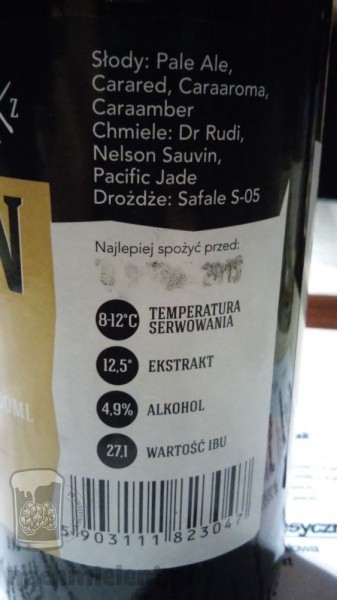 Słody: Pale Ale,
Carared, Caraaroma,
Caraamber
Chmiele: Dr Rudi,
Nelson Sauvin,
Pacific Jade
Drożdże: Safale S-05
Z
N
Najlepiej spożyć przed:
2015
8-12°C TEMPERATURA
SERWOWANIA
12,5° EKSTRAKT
4,9% ALKOHOL
27,1 WARTOŚĆ IBU
5 903111 823047